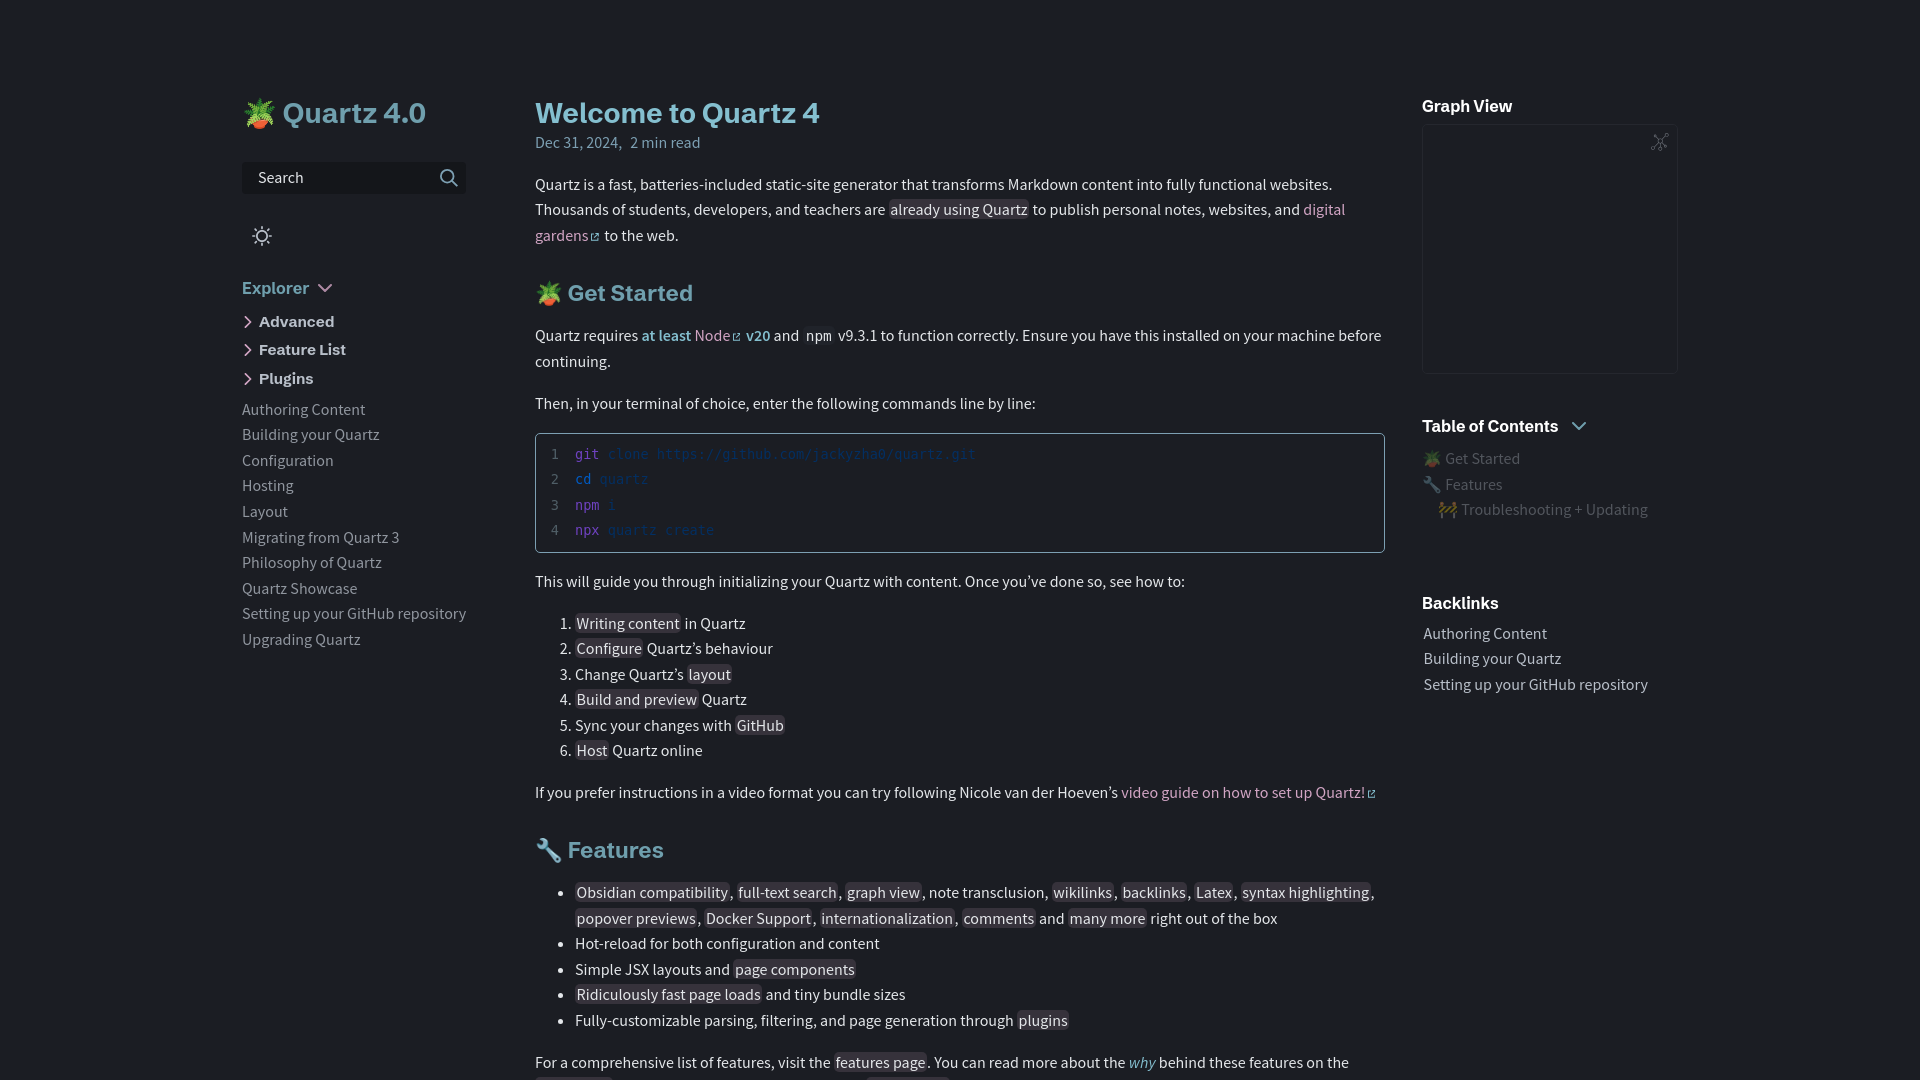 🪴 Quartz 4.0
Search
Explorer
Advanced
Feature List
Plugins
Authoring Content
Building your Quartz
Configuration
Hosting
Layout
Migrating from Quartz 3
Philosophy of Quartz
Quartz Showcase
Setting up your GitHub repository
Upgrading Quartz
Welcome to Quartz 4
Dec 31, 2024, 2 min read
Quartz is a fast, batteries-included static-site generator that transforms Markdown content into fully functional websites.
Thousands of students, developers, and teachers are already using Quartz to publish personal notes, websites, and digital
gardens to the web.
🪴 Get Started
Quartz requires at least Node v20 and npm v9.3.1 to function correctly. Ensure you have this installed on your machine before
continuing.
Then, in your terminal of choice, enter the following commands line by line:
1 git clone https://github.com/jackyzha0/quartz.git
2 cd quartz
3 npm i
4 npx quartz create
This will guide you through initializing your Quartz with content. Once you’ve done so, see how to:
1. Writing content in Quartz
2. Configure Quartz’s behaviour
3. Change Quartz’s layout
4. Build and preview Quartz
5. Sync your changes with GitHub
6. Host Quartz online
If you prefer instructions in a video format you can try following Nicole van der Hoeven’s video guide on how to set up Quartz!
🔧 Features
• Obsidian compatibility, full-text search, graph view, note transclusion, wikilinks, backlinks, Latex, syntax highlighting,
popover previews, Docker Support, internationalization, comments and many more right out of the box
• Hot-reload for both configuration and content
• Simple JSX layouts and page components
• Ridiculously fast page loads and tiny bundle sizes
• Fully-customizable parsing, filtering, and page generation through plugins
For a comprehensive list of features, visit the features page. You can read more about the why behind these features on the
Graph View
Table of Contents
🪴 Get Started
🔧 Features
🚧 Troubleshooting + Updating
Backlinks
Authoring Content
Building your Quartz
Setting up your GitHub repository